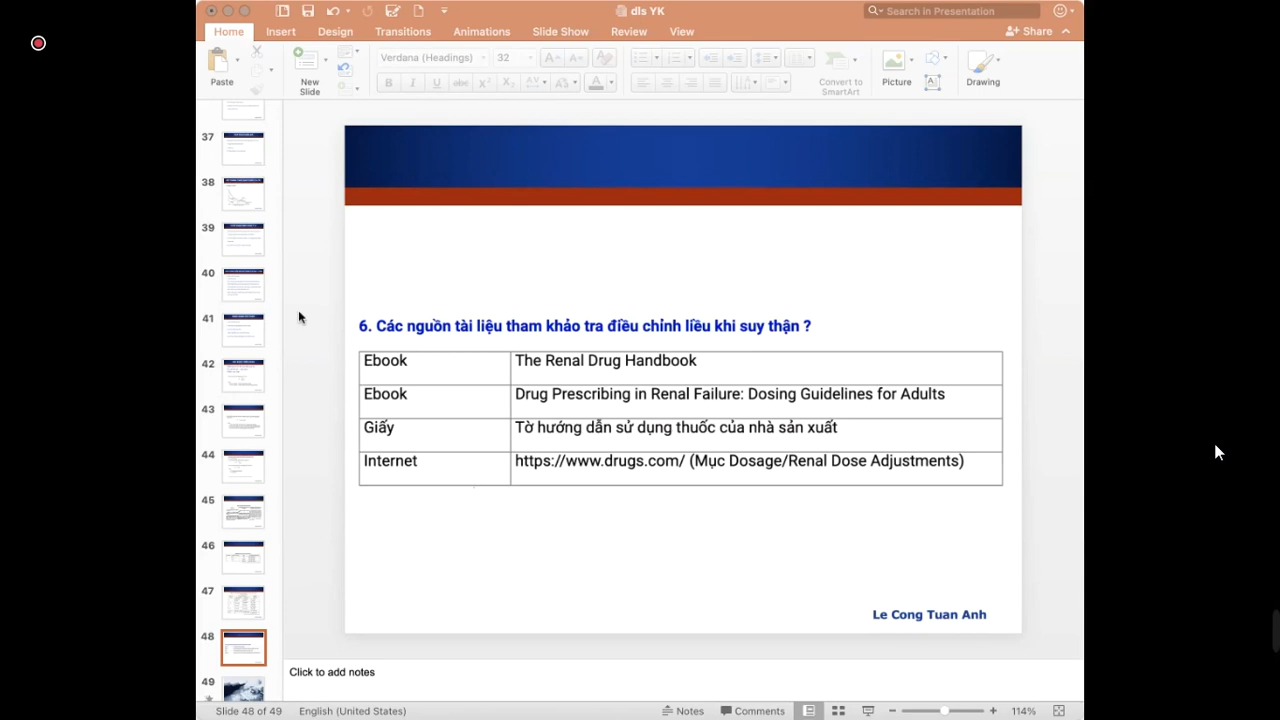 dls YK
Search in Presentation
Home Insert Design Transitions Animations Slide Show Review View Share
Paste
New Slide
Verdana (Headings) 32
Convert to SmartArt
Picture
Drawing
37
38
39
40
41
42
43
44
45
46
47
48
49
6. Các nguồn tài liệu tham khảo tra điều chỉnh liều khi suy thận ?
Ebook The Renal Drug Handbook
Ebook Drug Prescribing in Renal Failure: Dosing Guidelines for Adults
Giấy Tờ hướng dẫn sử dụng thuốc của nhà sản xuất
Internet https://www.drugs.com/ (Mục Dosage/Renal Dose Adjustments)
Le Cong Tuan Anh
Click to add notes
Slide 48 of 49 English (United States) Notes Comments 114%